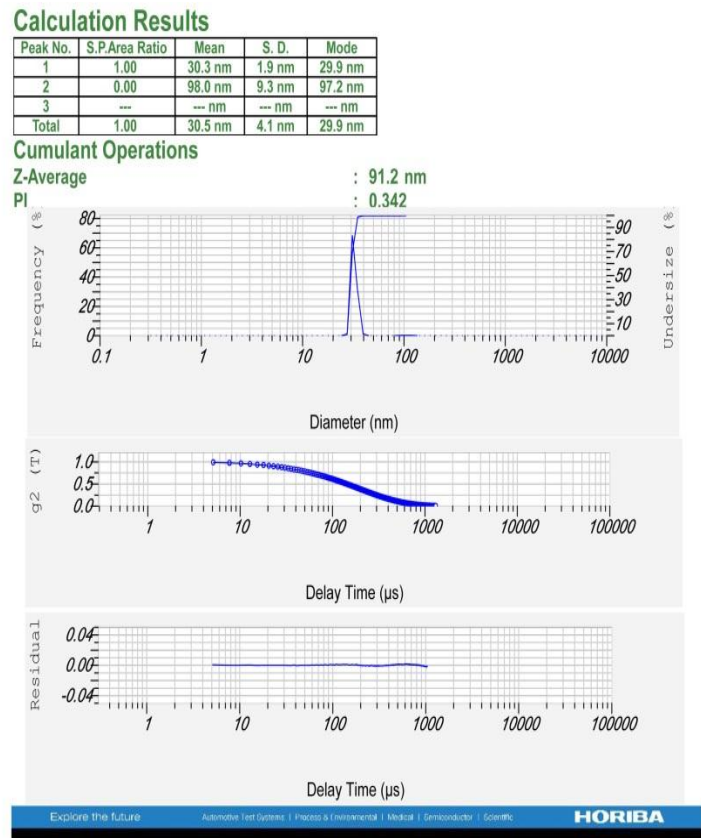 Calculation Results
Peak No. S.P.Area Ratio Mean S. D. Mode
1 1.00 30.3 nm 1.9 nm 29.9 nm
2 0.00 98.0 nm 9.3 nm 97.2 nm
3 --- --- nm --- nm --- nm
Total 1.00 30.5 nm 4.1 nm 29.9 nm
Cumulant Operations
Z-Average : 91.2 nm
PI : 0.342
Frequency (%
80
60
40
20
0
Undersize (%
90
70
50
30
10
0.1 1 10 100 1000 10000
Diameter (nm)
g2 (T)
1.0
0.5
0.0
1 10 100 1000 10000 100000
Delay Time (µs)
Residual
0.04
0.00
-0.04
1 10 100 1000 10000 100000
Delay Time (µs)
Explore the future Automotive Test Systems | Process & Environmental | Medical | Semiconductor | Scientific HORIBA